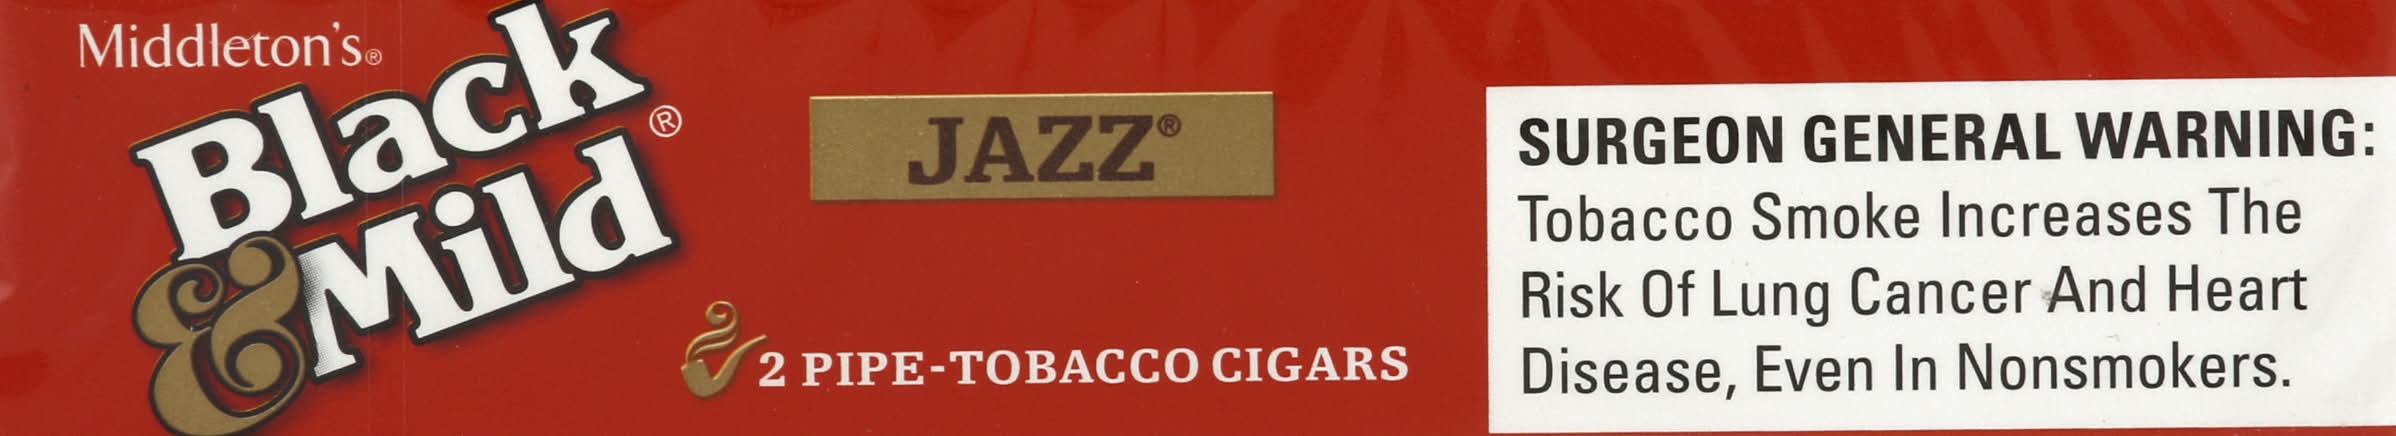 Middleton's®
Black
& Mild®
JAZZ®
2 PIPE-TOBACCO CIGARS
SURGEON GENERAL WARNING:
Tobacco Smoke Increases The
Risk Of Lung Cancer And Heart
Disease, Even In Nonsmokers.